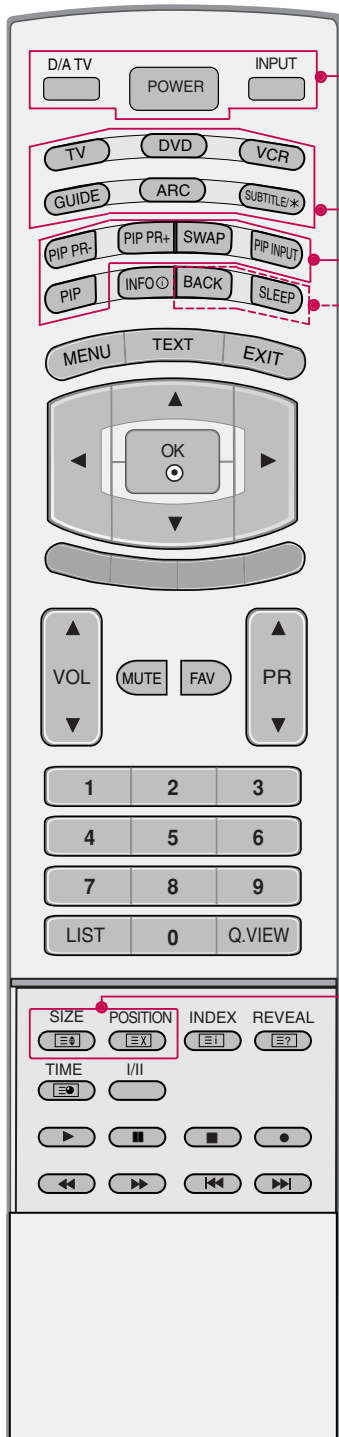 D/A TV POWER INPUT
TV DVD VCR
GUIDE ARC SUBTITLE/*
PIP PR- PIP PR+ SWAP PIP INPUT
PIP INFO i BACK SLEEP
MENU TEXT EXIT
OK
VOL MUTE FAV PR
1 2 3
4 5 6
7 8 9
LIST 0 Q.VIEW
SIZE POSITION INDEX REVEAL
X i ?
TIME I/II